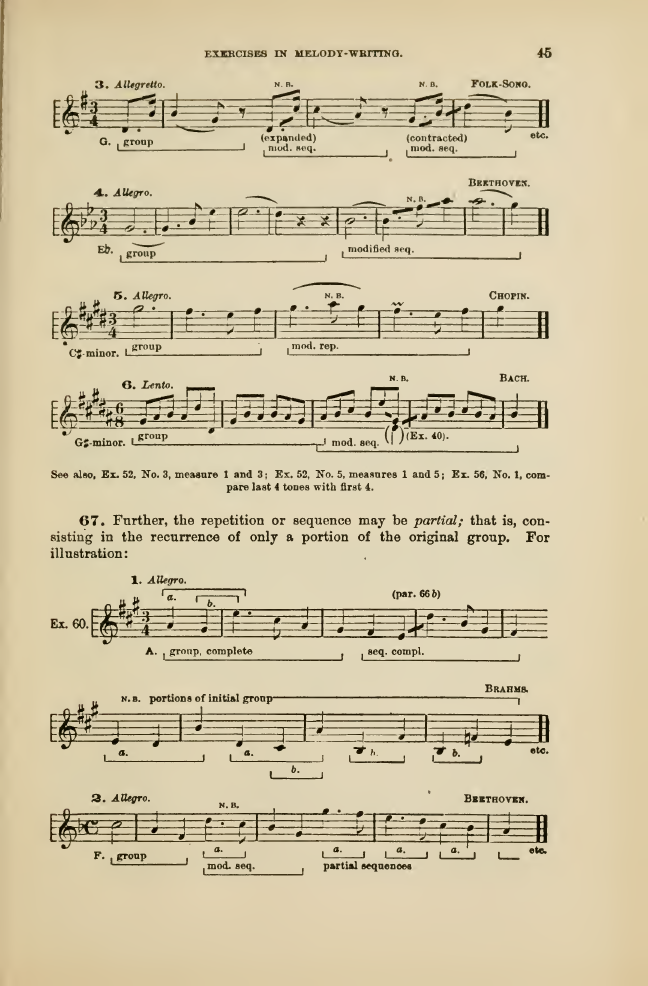 EXERCISES IN MELODY-WRITING. 45
3. Allegretto. N. B. N. B. FOLK-SONG.
G. group (expanded) mod. seq. (contracted) mod. seq. etc.
4. Allegro. N. B. BEETHOVEN.
E♭. group modified seq.
5. Allegro. N. B. CHOPIN.
C♯-minor. group mod. rep.
6. Lento. N. B. BACH.
G♯-minor. group mod. seq. (Ex. 40).
See also, Ex. 52, No. 3, measure 1 and 3; Ex. 52, No. 5, measures 1 and 5; Ex. 56, No. 1, com-
pare last 4 tones with first 4.
67. Further, the repetition or sequence may be partial; that is, con-
sisting in the recurrence of only a portion of the original group. For
illustration:
1. Allegro.
a. b. (par. 66 b)
Ex. 60.
A. group, complete seq. compl.
BRAHMS.
N. B. portions of initial group
a. a. b. b. etc.
b.
2. Allegro. N. B. BEETHOVEN.
F. group a. a. a. a. etc.
mod. seq. partial sequences